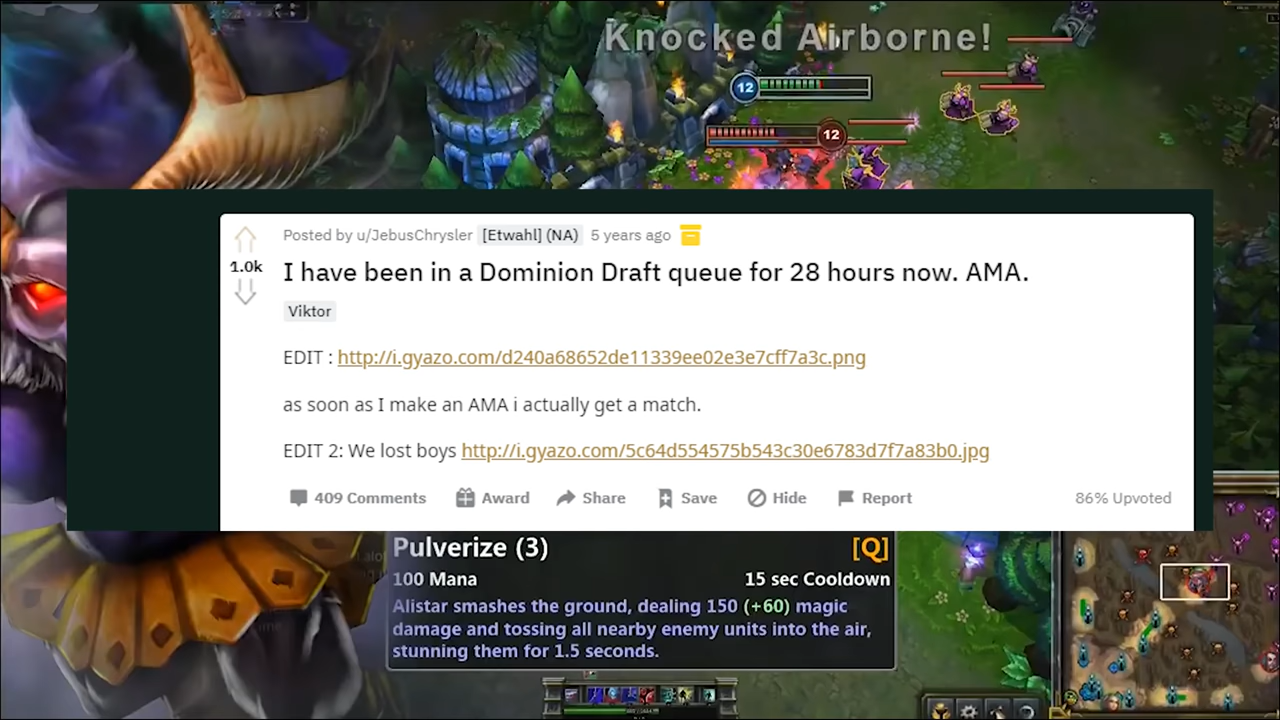 Knocked Airborne!
12
12
Posted by u/JebusChrysler [Etwahl] (NA) 5 years ago
1.0k
I have been in a Dominion Draft queue for 28 hours now. AMA.
Viktor
EDIT : http://i.gyazo.com/d240a68652de11339ee02e3e7cff7a3c.png
as soon as I make an AMA i actually get a match.
EDIT 2: We lost boys http://i.gyazo.com/5c64d554575b543c30e6783d7f7a83b0.jpg
409 Comments Award Share Save Hide Report 86% Upvoted
Pulverize (3) [Q]
100 Mana 15 sec Cooldown
Alistar smashes the ground, dealing 150 (+60) magic
damage and tossing all nearby enemy units into the air,
stunning them for 1.5 seconds.